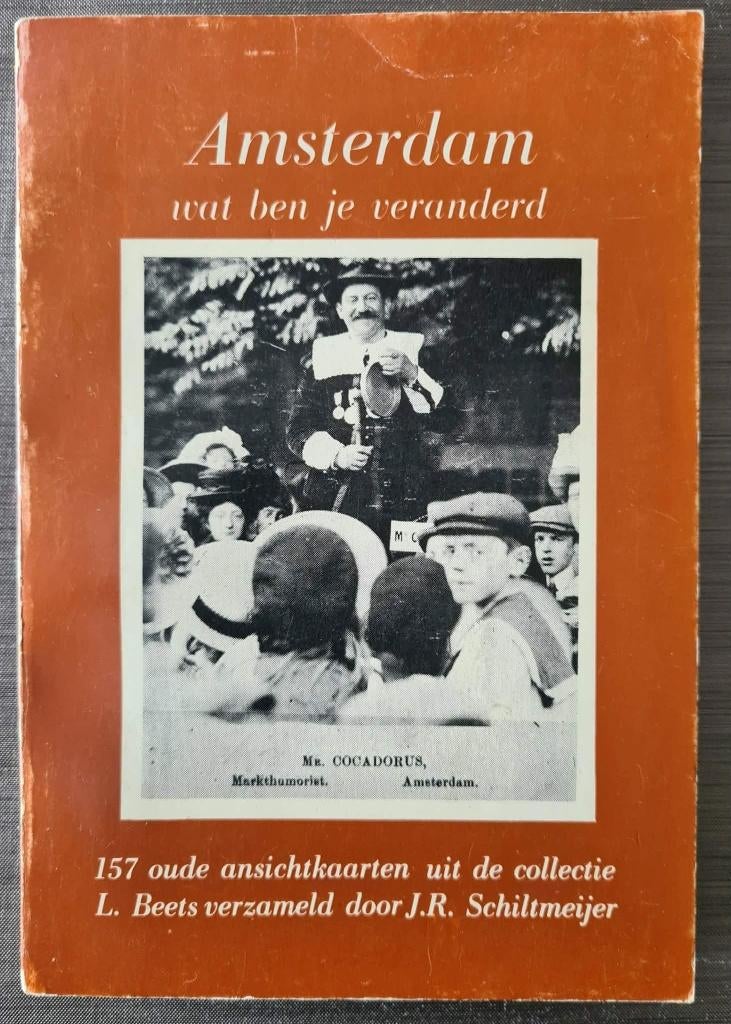 Amsterdam
wat ben je veranderd
MR. COCADORUS,
Markthumorist. Amsterdam.
157 oude ansichtkaarten uit de collectie
L. Beets verzameld door J.R. Schiltmeijer